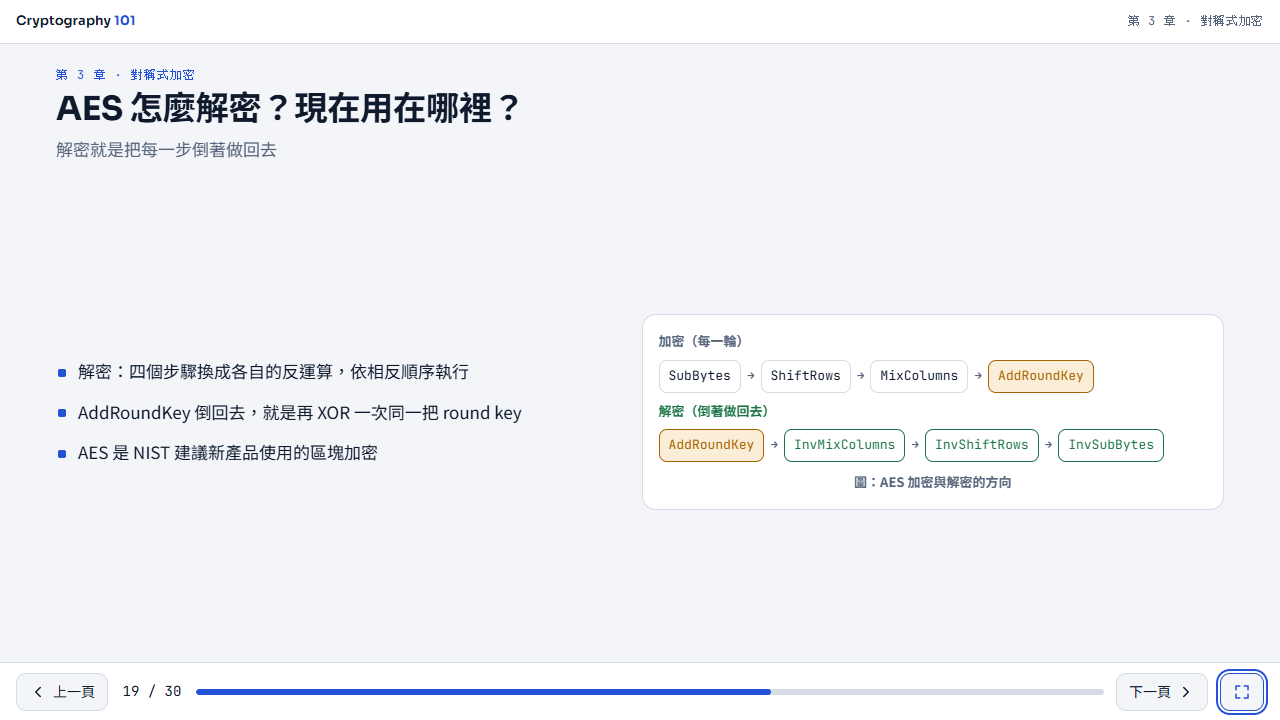 Cryptography 101
第 3 章 · 對稱式加密
第 3 章 · 對稱式加密
AES 怎麼解密？現在用在哪裡？
解密就是把每一步倒著做回去
解密：四個步驟換成各自的反運算，依相反順序執行
AddRoundKey 倒回去，就是再 XOR 一次同一把 round key
AES 是 NIST 建議新產品使用的區塊加密
加密（每一輪）
SubBytes → ShiftRows → MixColumns → AddRoundKey
解密（倒著做回去）
AddRoundKey → InvMixColumns → InvShiftRows → InvSubBytes
圖：AES 加密與解密的方向
上一頁
19 / 30
下一頁